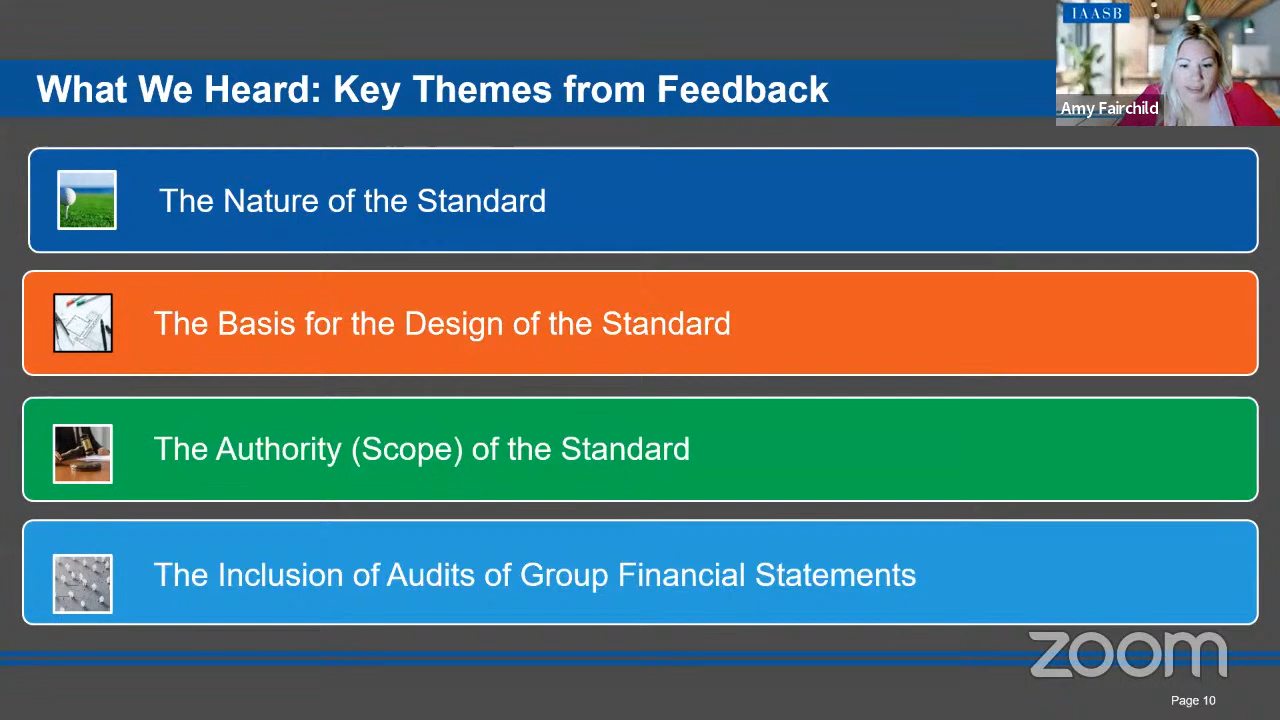 IAASB
What We Heard: Key Themes from Feedback
Amy Fairchild
The Nature of the Standard
The Basis for the Design of the Standard
The Authority (Scope) of the Standard
The Inclusion of Audits of Group Financial Statements
zoom
Page 10